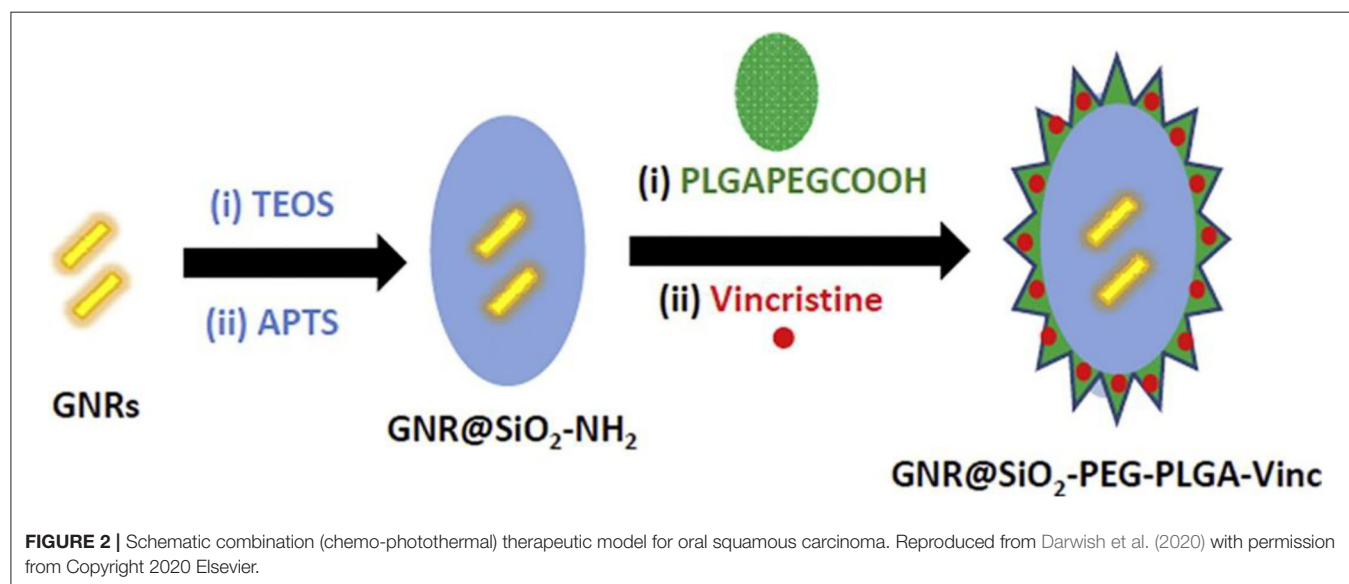 (i) TEOS
(ii) APTS
GNRs
GNR@SiO₂-NH₂
(i) PLGAPEGCOOH
(ii) Vincristine
GNR@SiO₂-PEG-PLGA-Vinc
FIGURE 2 | Schematic combination (chemo-photothermal) therapeutic model for oral squamous carcinoma. Reproduced from Darwish et al. (2020) with permission
from Copyright 2020 Elsevier.